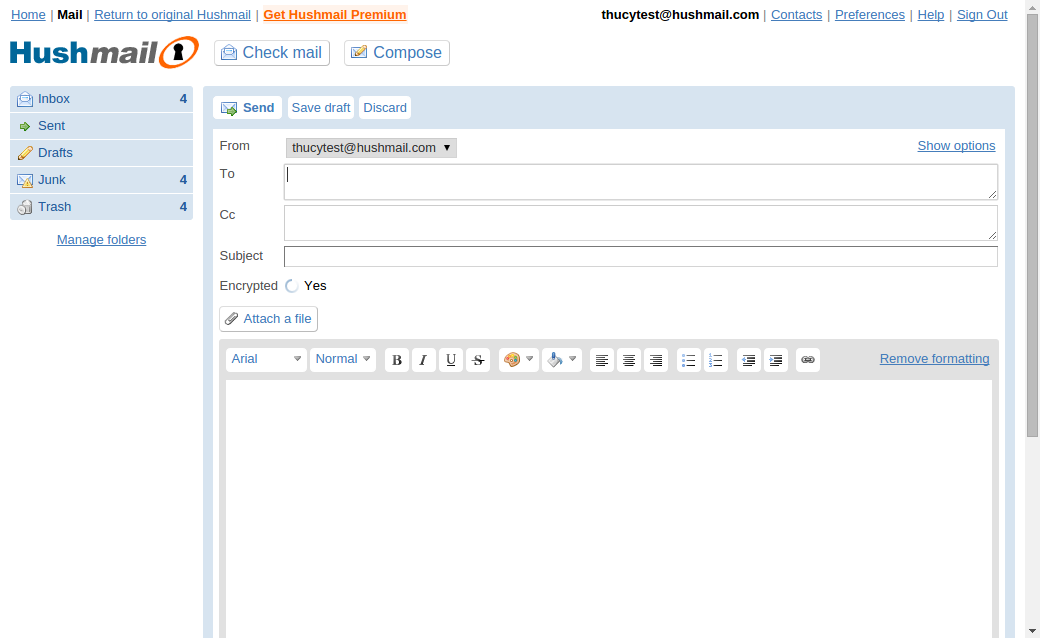 Home | Mail | Return to original Hushmail | Get Hushmail Premium
thucytest@hushmail.com | Contacts | Preferences | Help | Sign Out
Hushmail
Check mail
Compose
Inbox 4
Sent
Drafts
Junk 4
Trash 4
Manage folders
Send
Save draft
Discard
From thucytest@hushmail.com Show options
To
Cc
Subject
Encrypted Yes
Attach a file
Arial Normal B I U S Remove formatting